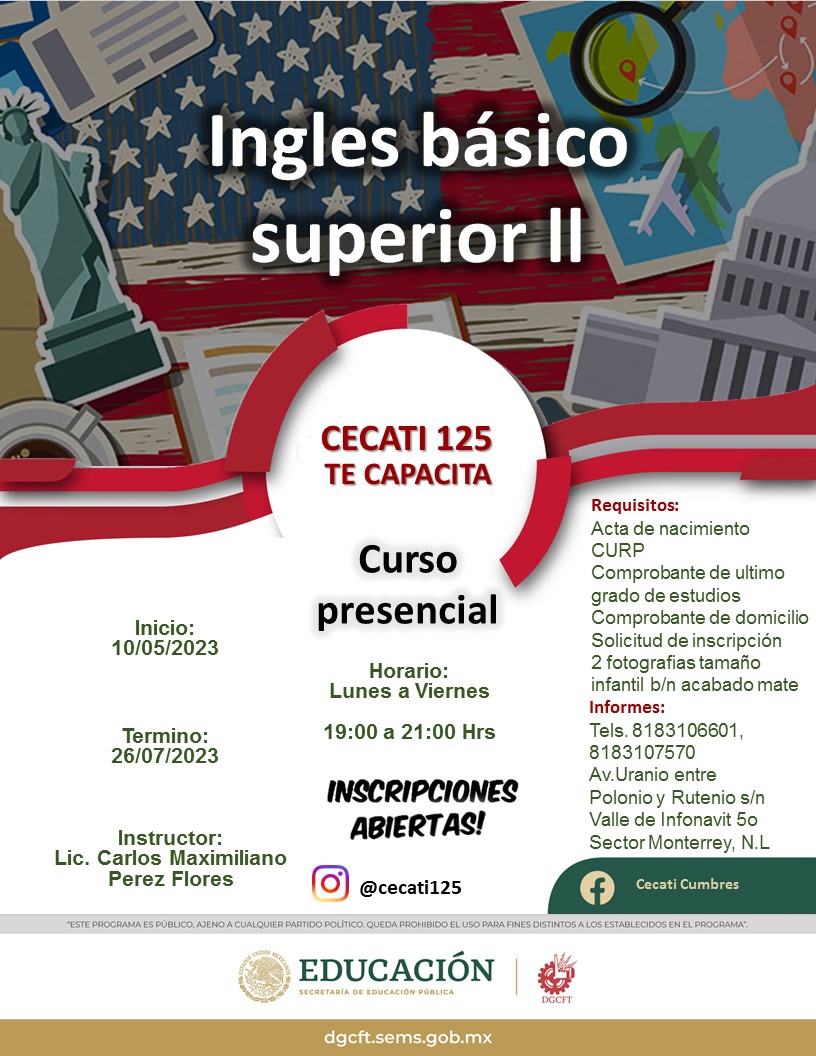 Ingles básico
superior ll
CECATI 125
TE CAPACITA
Curso
presencial
Inicio:
10/05/2023
Termino:
26/07/2023
Instructor:
Lic. Carlos Maximiliano
Perez Flores
Horario:
Lunes a Viernes
19:00 a 21:00 Hrs
INSCRIPCIONES
ABIERTAS!
@cecati125
Requisitos:
Acta de nacimiento
CURP
Comprobante de ultimo
grado de estudios
Comprobante de domicilio
Solicitud de inscripción
2 fotografias tamaño
infantil b/n acabado mate
Informes:
Tels. 8183106601,
8183107570
Av.Uranio entre
Polonio y Rutenio s/n
Valle de Infonavit 5o
Sector Monterrey, N.L
Cecati Cumbres
"ESTE PROGRAMA ES PÚBLICO, AJENO A CUALQUIER PARTIDO POLÍTICO. QUEDA PROHIBIDO EL USO PARA FINES DISTINTOS A LOS ESTABLECIDOS EN EL PROGRAMA".
ESTADOS UNIDOS MEXICANOS
EDUCACIÓN
SECRETARÍA DE EDUCACIÓN PÚBLICA
DGCFT
dgcft.sems.gob.mx